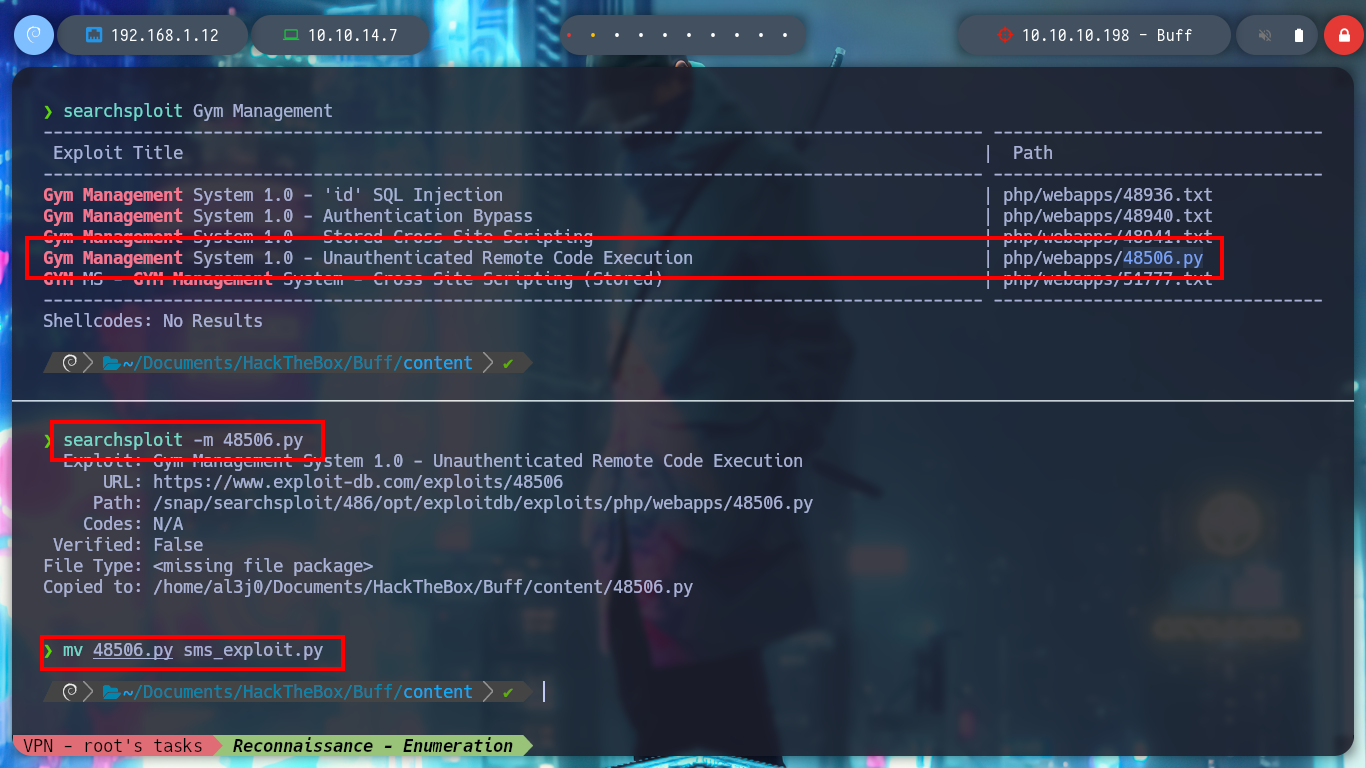 192.168.1.12 10.10.14.7 10.10.10.198 - Buff
❯ searchsploit Gym Management
Exploit Title | Path
Gym Management System 1.0 - 'id' SQL Injection | php/webapps/48936.txt
Gym Management System 1.0 - Authentication Bypass | php/webapps/48940.txt
Gym Management System 1.0 - Stored Cross Site Scripting | php/webapps/48941.txt
Gym Management System 1.0 - Unauthenticated Remote Code Execution | php/webapps/48506.py
GYM MS - GYM Management System - Cross Site Scripting (Stored) | php/webapps/51777.txt
Shellcodes: No Results
~/Documents/HackTheBox/Buff/content ✔
❯ searchsploit -m 48506.py
Exploit: Gym Management System 1.0 - Unauthenticated Remote Code Execution
URL: https://www.exploit-db.com/exploits/48506
Path: /snap/searchsploit/486/opt/exploitdb/exploits/php/webapps/48506.py
Codes: N/A
Verified: False
File Type: <missing file package>
Copied to: /home/al3j0/Documents/HackTheBox/Buff/content/48506.py
❯ mv 48506.py sms_exploit.py
~/Documents/HackTheBox/Buff/content ✔
VPN - root's tasks Reconnaissance - Enumeration